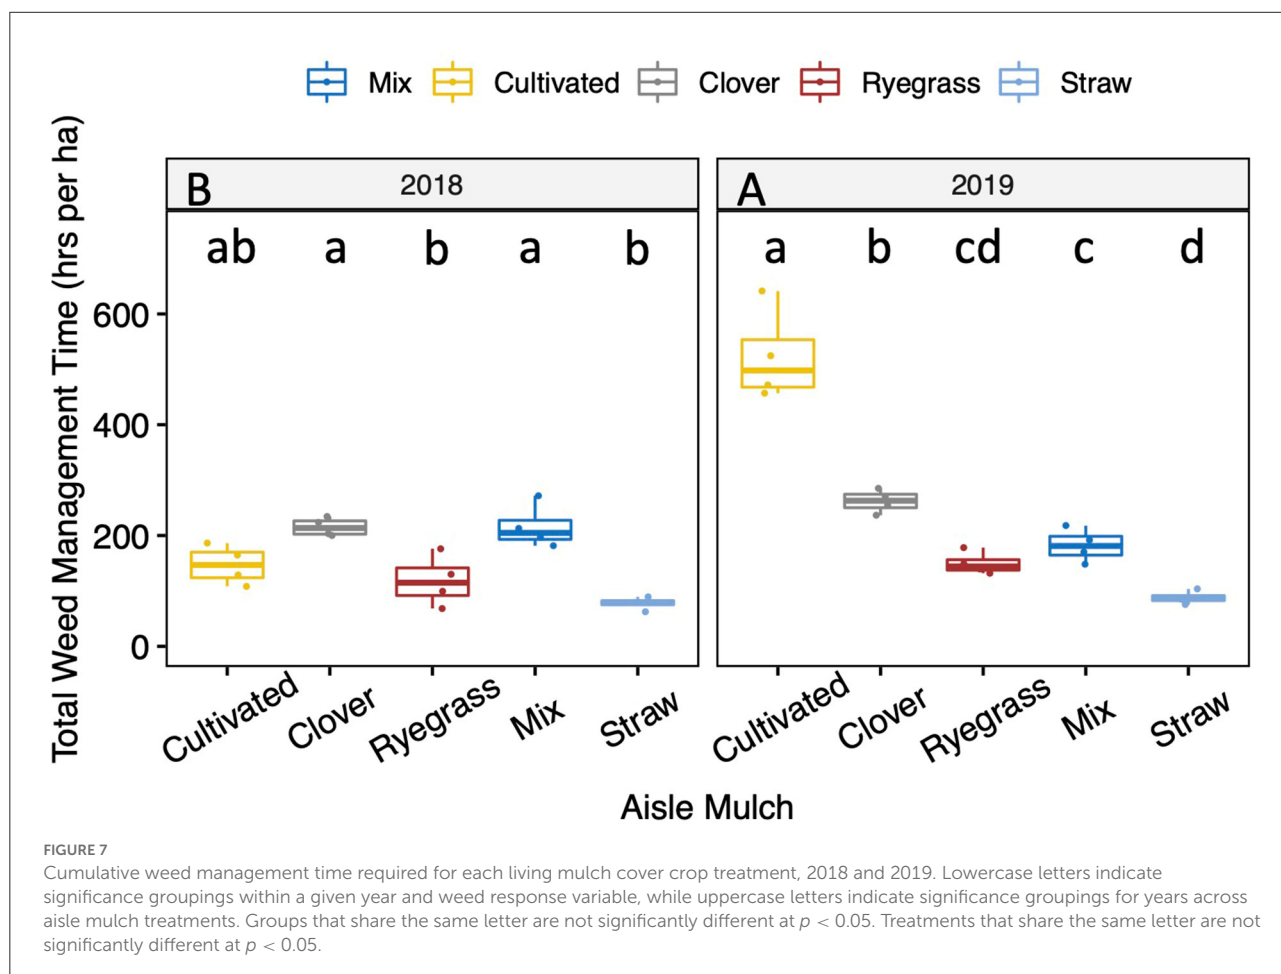 Mix Cultivated Clover Ryegrass Straw
Total Weed Management Time (hrs per ha)
B 2018
A 2019
ab a b a b
a b cd c d
600
400
200
0
Cultivated Clover Ryegrass Mix Straw
Cultivated Clover Ryegrass Mix Straw
Aisle Mulch
FIGURE 7
Cumulative weed management time required for each living mulch cover crop treatment, 2018 and 2019. Lowercase letters indicate
significance groupings within a given year and weed response variable, while uppercase letters indicate significance groupings for years across
aisle mulch treatments. Groups that share the same letter are not significantly different at p < 0.05. Treatments that share the same letter are not
significantly different at p < 0.05.